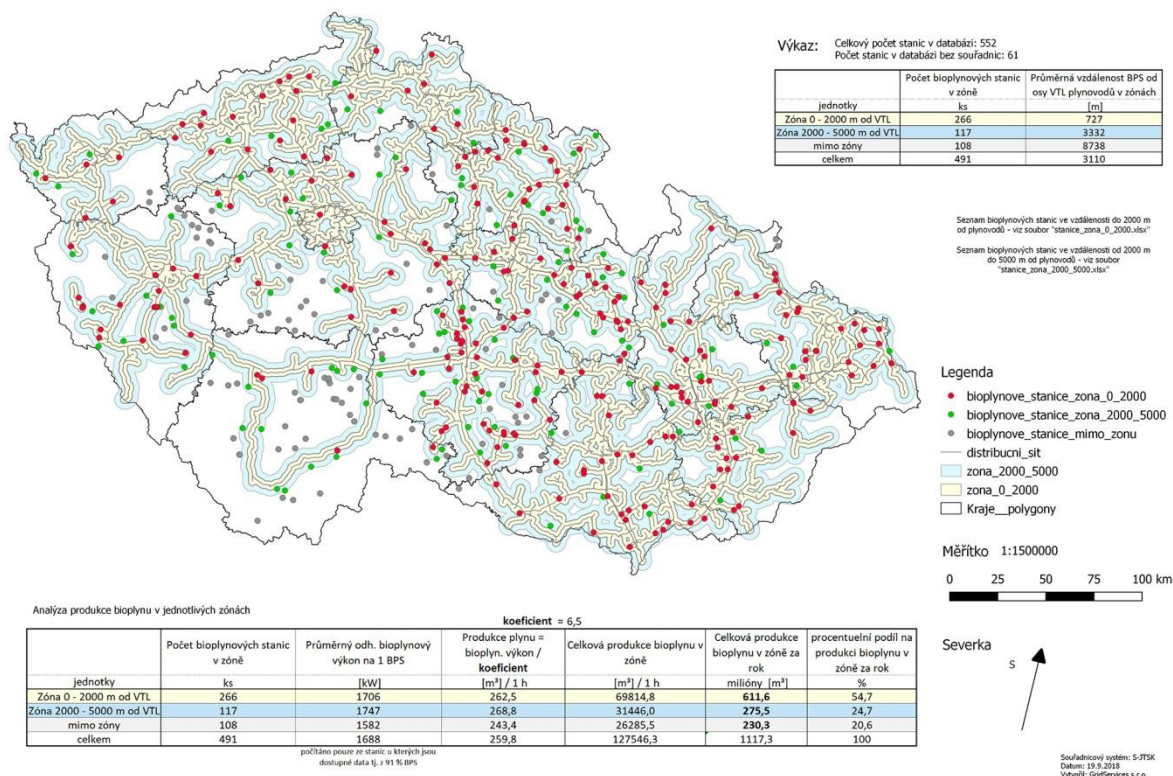 Výkaz: Celkový počet stanic v databázi: 552
Počet stanic v databázi bez souřadnic: 61
Počet bioplynových stanic Průměrná vzdálenost BPS od
v zóně osy VTL plynovodů v zónách
jednotky ks [m]
Zóna 0 - 2000 m od VTL 266 727
Zóna 2000 - 5000 m od VTL 117 3332
mimo zóny 108 8738
celkem 491 3110
Seznam bioplynových stanic ve vzdálenosti do 2000 m
od plynovodů - viz soubor "stanice_zona_0_2000.xlsx"
Seznam bioplynových stanic ve vzdálenosti od 2000 m
do 5000 m od plynovodů - viz soubor
"stanice_zona_2000_5000.xlsx"
Legenda
bioplynove_stanice_zona_0_2000
bioplynove_stanice_zona_2000_5000
bioplynove_stanice_mimo_zonu
distribucni_sit
zona_2000_5000
zona_0_2000
Kraje__polygony
Měřítko 1:1500000
0 25 50 75 100 km
Severka
S
Analýza produkce bioplynu v jednotlivých zónách
koeficient = 6,5
Počet bioplynových stanic Průměrný odh. bioplynový Produkce plynu = Celková produkce bioplynu v Celková produkce procentuelní podíl na
v zóně výkon na 1 BPS bioplyn. výkon / zóně bioplynu v zóně za produkci bioplynu v
koeficient rok zóně za rok
jednotky ks [kW] [m³] / 1 h [m³] / 1 h milióny [m³] %
Zóna 0 - 2000 m od VTL 266 1706 262,5 69814,8 611,6 54,7
Zóna 2000 - 5000 m od VTL 117 1747 268,8 31446,0 275,5 24,7
mimo zóny 108 1582 243,4 26285,5 230,3 20,6
celkem 491 1688 259,8 127546,3 1117,3 100
počítáno pouze ze stanic u kterých jsou
dostupné data tj. z 91 % BPS
Souřadnicový systém: S-JTSK
Datum: 19.9.2018
Vytvořil: GridServices s.r.o.